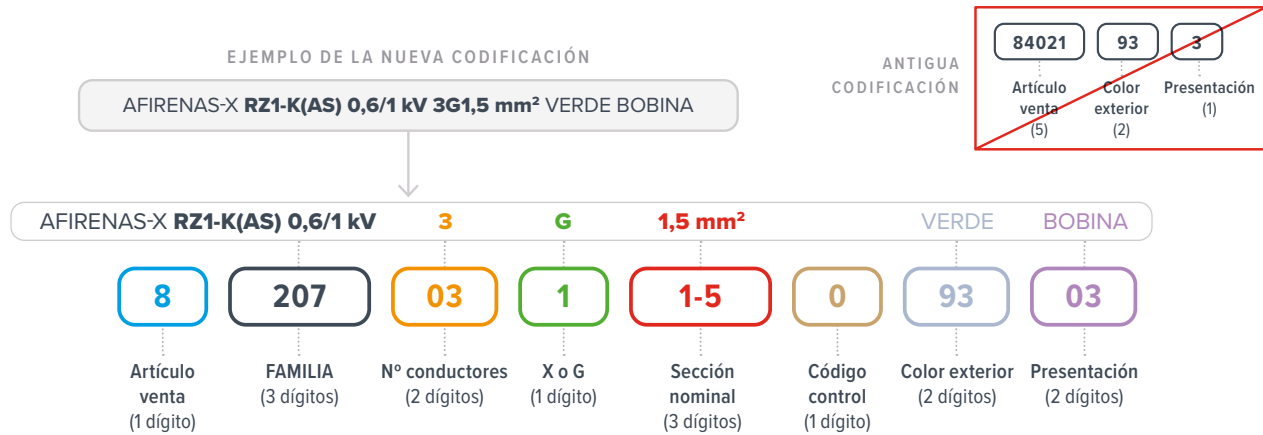 EJEMPLO DE LA NUEVA CODIFICACIÓN
AFIRENAS-X RZ1-K(AS) 0,6/1 kV 3G1,5 mm² VERDE BOBINA
ANTIGUA
CODIFICACIÓN
84021 93 3
Artículo Color Presentación
venta exterior (1)
(5) (2)
AFIRENAS-X RZ1-K(AS) 0,6/1 kV 3 G 1,5 mm² VERDE BOBINA
8 207 03 1 1-5 0 93 03
Artículo FAMILIA Nº conductores X o G Sección Código Color exterior Presentación
venta (3 dígitos) (2 dígitos) (1 dígito) nominal control (2 dígitos) (2 dígitos)
(1 dígito) (3 dígitos) (1 dígito)